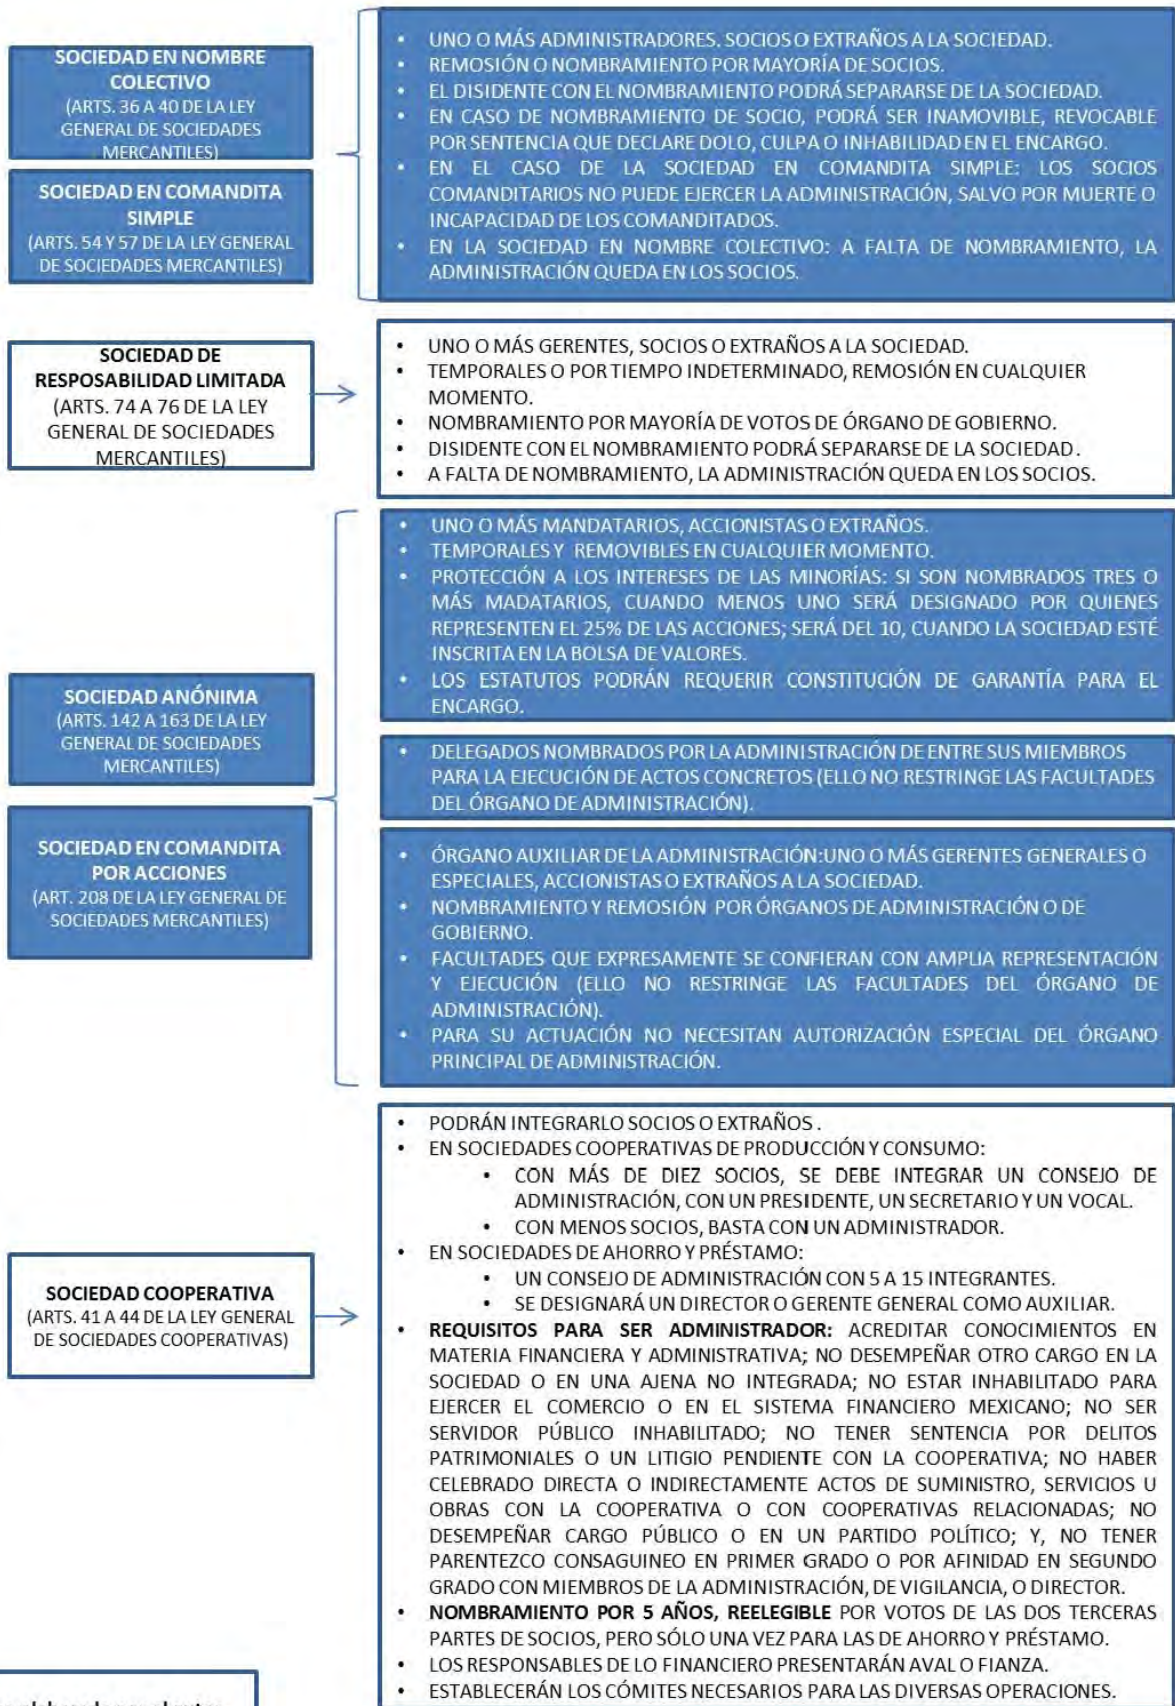 SOCIEDAD EN NOMBRE
COLECTIVO
(ARTS. 36 A 40 DE LA LEY
GENERAL DE SOCIEDADES
MERCANTILES)
SOCIEDAD EN COMANDITA
SIMPLE
(ARTS. 54 Y 57 DE LA LEY GENERAL
DE SOCIEDADES MERCANTILES)
• UNO O MÁS ADMINISTRADORES. SOCIOS O EXTRAÑOS A LA SOCIEDAD.
• REMOSIÓN O NOMBRAMIENTO POR MAYORÍA DE SOCIOS.
• EL DISIDENTE CON EL NOMBRAMIENTO PODRÁ SEPARARSE DE LA SOCIEDAD.
• EN CASO DE NOMBRAMIENTO DE SOCIO, PODRÁ SER INAMOVIBLE, REVOCABLE
POR SENTENCIA QUE DECLARE DOLO, CULPA O INHABILIDAD EN EL ENCARGO.
• EN EL CASO DE LA SOCIEDAD EN COMANDITA SIMPLE: LOS SOCIOS
COMANDITARIOS NO PUEDE EJERCER LA ADMINISTRACIÓN, SALVO POR MUERTE O
INCAPACIDAD DE LOS COMANDITADOS.
• EN LA SOCIEDAD EN NOMBRE COLECTIVO: A FALTA DE NOMBRAMIENTO, LA
ADMINISTRACIÓN QUEDA EN LOS SOCIOS.
SOCIEDAD DE
RESPOSABILIDAD LIMITADA
(ARTS. 74 A 76 DE LA LEY
GENERAL DE SOCIEDADES
MERCANTILES)
• UNO O MÁS GERENTES, SOCIOS O EXTRAÑOS A LA SOCIEDAD.
• TEMPORALES O POR TIEMPO INDETERMINADO, REMOSIÓN EN CUALQUIER
MOMENTO.
• NOMBRAMIENTO POR MAYORÍA DE VOTOS DE ÓRGANO DE GOBIERNO.
• DISIDENTE CON EL NOMBRAMIENTO PODRÁ SEPARARSE DE LA SOCIEDAD.
• A FALTA DE NOMBRAMIENTO, LA ADMINISTRACIÓN QUEDA EN LOS SOCIOS.
SOCIEDAD ANÓNIMA
(ARTS. 142 A 163 DE LA LEY
GENERAL DE SOCIEDADES
MERCANTILES)
SOCIEDAD EN COMANDITA
POR ACCIONES
(ART. 208 DE LA LEY GENERAL DE
SOCIEDADES MERCANTILES)
• UNO O MÁS MANDATARIOS, ACCIONISTAS O EXTRAÑOS.
• TEMPORALES Y REMOVIBLES EN CUALQUIER MOMENTO.
• PROTECCIÓN A LOS INTERESES DE LAS MINORÍAS: SI SON NOMBRADOS TRES O
MÁS MADATARIOS, CUANDO MENOS UNO SERÁ DESIGNADO POR QUIENES
REPRESENTEN EL 25% DE LAS ACCIONES; SERÁ DEL 10, CUANDO LA SOCIEDAD ESTÉ
INSCRITA EN LA BOLSA DE VALORES.
• LOS ESTATUTOS PODRÁN REQUERIR CONSTITUCIÓN DE GARANTÍA PARA EL
ENCARGO.
• DELEGADOS NOMBRADOS POR LA ADMINISTRACIÓN DE ENTRE SUS MIEMBROS
PARA LA EJECUCIÓN DE ACTOS CONCRETOS (ELLO NO RESTRINGE LAS FACULTADES
DEL ÓRGANO DE ADMINISTRACIÓN).
• ÓRGANO AUXILIAR DE LA ADMINISTRACIÓN:UNO O MÁS GERENTES GENERALES O
ESPECIALES, ACCIONISTAS O EXTRAÑOS A LA SOCIEDAD.
• NOMBRAMIENTO Y REMOSIÓN POR ÓRGANOS DE ADMINISTRACIÓN O DE
GOBIERNO.
• FACULTADES QUE EXPRESAMENTE SE CONFIERAN CON AMPLIA REPRESENTACIÓN
Y EJECUCIÓN (ELLO NO RESTRINGE LAS FACULTADES DEL ÓRGANO DE
ADMINISTRACIÓN).
• PARA SU ACTUACIÓN NO NECESITAN AUTORIZACIÓN ESPECIAL DEL ÓRGANO
PRINCIPAL DE ADMINISTRACIÓN.
SOCIEDAD COOPERATIVA
(ARTS. 41 A 44 DE LA LEY GENERAL
DE SOCIEDADES COOPERATIVAS)
• PODRÁN INTEGRARLO SOCIOS O EXTRAÑOS .
• EN SOCIEDADES COOPERATIVAS DE PRODUCCIÓN Y CONSUMO:
• CON MÁS DE DIEZ SOCIOS, SE DEBE INTEGRAR UN CONSEJO DE
ADMINISTRACIÓN, CON UN PRESIDENTE, UN SECRETARIO Y UN VOCAL.
• CON MENOS SOCIOS, BASTA CON UN ADMINISTRADOR.
• EN SOCIEDADES DE AHORRO Y PRÉSTAMO:
• UN CONSEJO DE ADMINISTRACIÓN CON 5 A 15 INTEGRANTES.
• SE DESIGNARÁ UN DIRECTOR O GERENTE GENERAL COMO AUXILIAR.
• REQUISITOS PARA SER ADMINISTRADOR: ACREDITAR CONOCIMIENTOS EN
MATERIA FINANCIERA Y ADMINISTRATIVA; NO DESEMPEÑAR OTRO CARGO EN LA
SOCIEDAD O EN UNA AJENA NO INTEGRADA; NO ESTAR INHABILITADO PARA
EJERCER EL COMERCIO O EN EL SISTEMA FINANCIERO MEXICANO; NO SER
SERVIDOR PÚBLICO INHABILITADO; NO TENER SENTENCIA POR DELITOS
PATRIMONIALES O UN LITIGIO PENDIENTE CON LA COOPERATIVA; NO HABER
CELEBRADO DIRECTA O INDIRECTAMENTE ACTOS DE SUMINISTRO, SERVICIOS U
OBRAS CON LA COOPERATIVA O CON COOPERATIVAS RELACIONADAS; NO
DESEMPEÑAR CARGO PÚBLICO O EN UN PARTIDO POLÍTICO; Y, NO TENER
PARENTEZCO CONSAGUINEO EN PRIMER GRADO O POR AFINIDAD EN SEGUNDO
GRADO CON MIEMBROS DE LA ADMINISTRACIÓN, DE VIGILANCIA, O DIRECTOR.
• NOMBRAMIENTO POR 5 AÑOS, REELEGIBLE POR VOTOS DE LAS DOS TERCERAS
PARTES DE SOCIOS, PERO SÓLO UNA VEZ PARA LAS DE AHORRO Y PRÉSTAMO.
• LOS RESPONSABLES DE LO FINANCIERO PRESENTARÁN AVAL O FIANZA.
• ESTABLECERÁN LOS CÓMITES NECESARIOS PARA LAS DIVERSAS OPERACIONES.